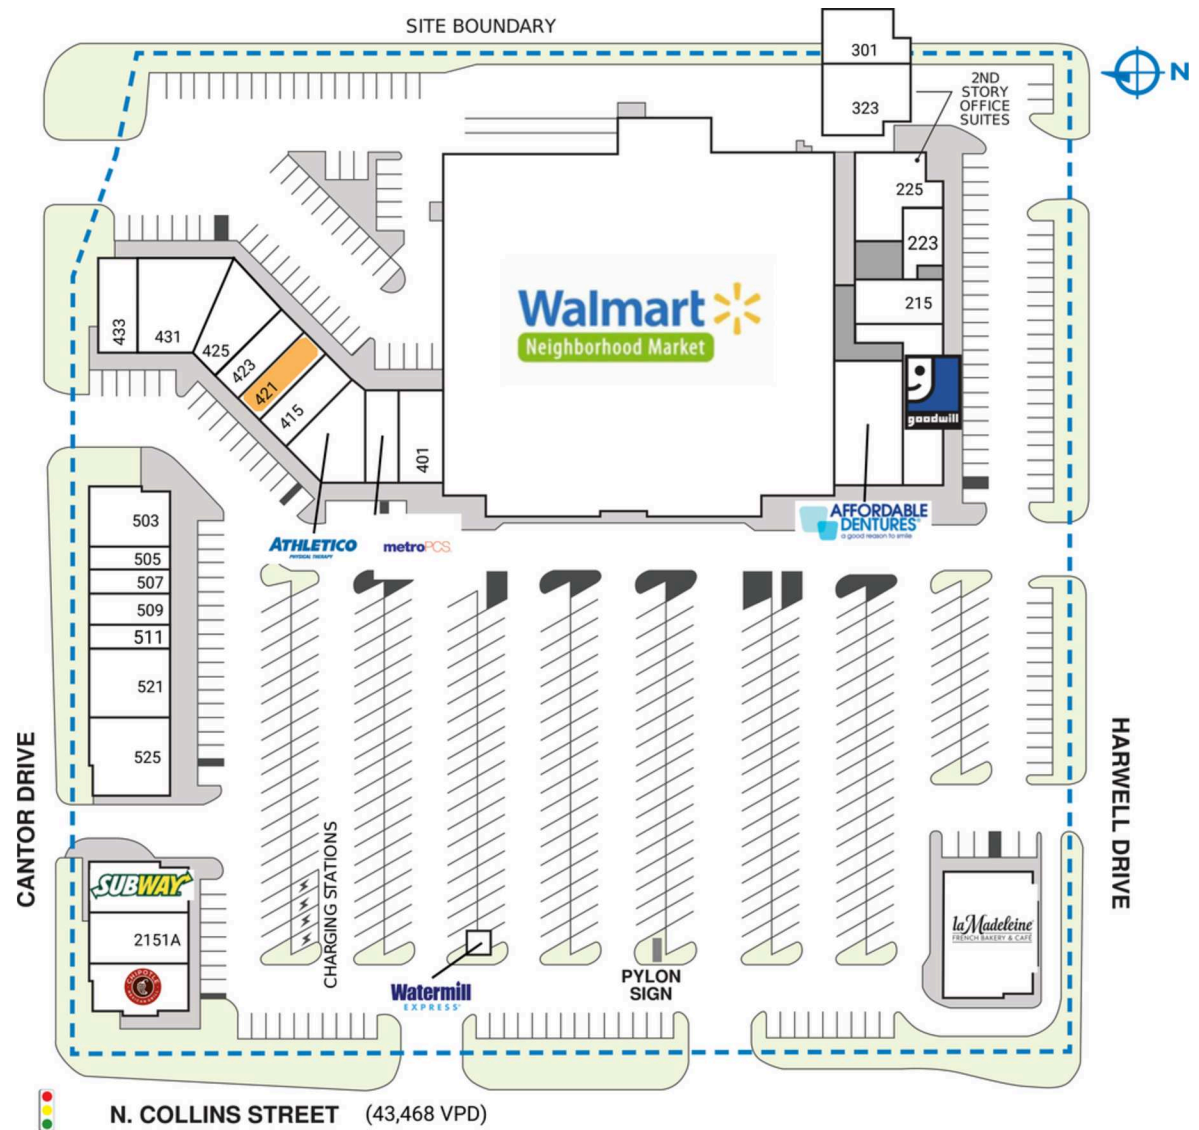 SITE BOUNDARY
301
N
2ND
STORY
OFFICE
SUITES
323
225
223
215
Walmart
Neighborhood Market
433
431
425
423
421
415
401
goodwill
ATHLETICO
PHYSICAL THERAPY
metroPCS.
AFFORDABLE
DENTURES®
a good reason to smile
503
505
507
509
511
521
525
CANTOR DRIVE
HARWELL DRIVE
CHARGING STATIONS
SUBWAY
2151A
CHIPOTLE
MEXICAN GRILL
Watermill
EXPRESS
PYLON
SIGN
la Madeleine
FRENCH BAKERY & CAFÉ
N. COLLINS STREET (43,468 VPD)